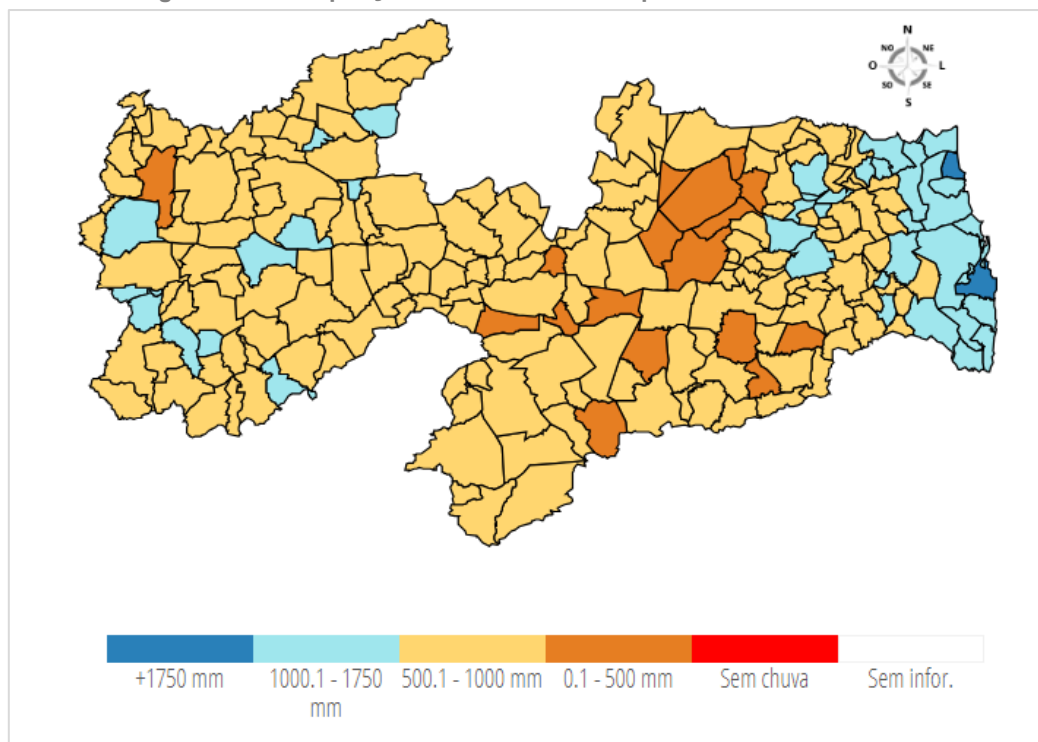 N
NO NE
O L
SO SE
S
+1750 mm
1000.1 - 1750
mm
500.1 - 1000 mm
0.1 - 500 mm
Sem chuva
Sem infor.